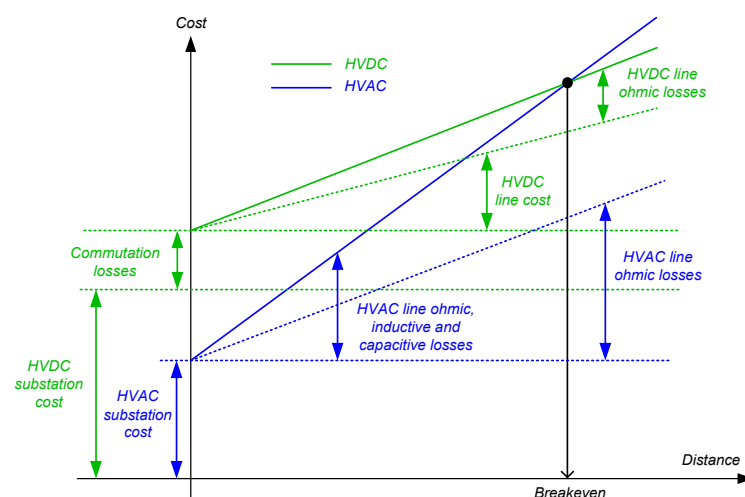 Cost
HVDC
HVAC
HVDC line
ohmic losses
HVDC
line cost
Commutation
losses
HVAC line
ohmic losses
HVAC line ohmic,
inductive and
capacitive losses
HVDC
substation
cost
HVAC
substation
cost
Distance
Breakeven